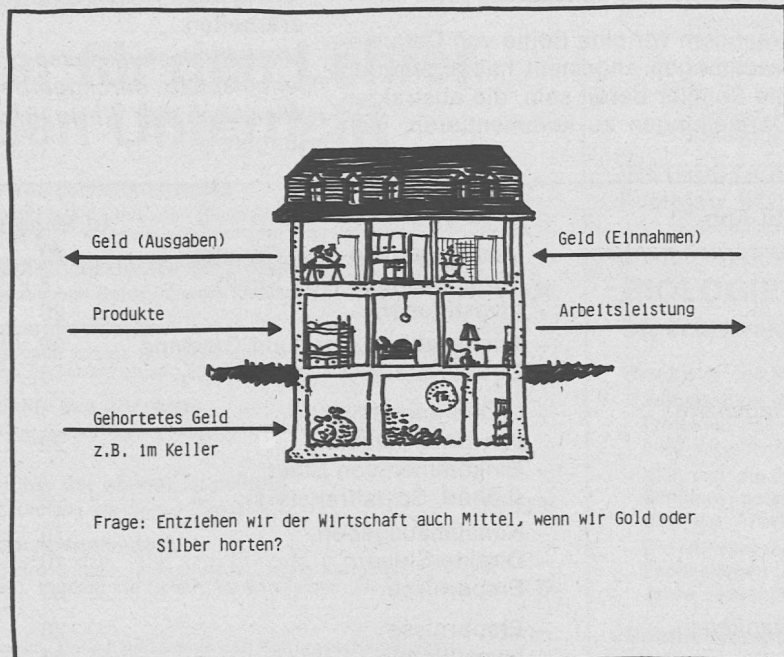 Geld (Ausgaben)
Geld (Einnahmen)
Produkte
Arbeitsleistung
15
Gehortetes Geld
z.B. im Keller
Frage: Entziehen wir der Wirtschaft auch Mittel, wenn wir Gold oder
Silber horten?